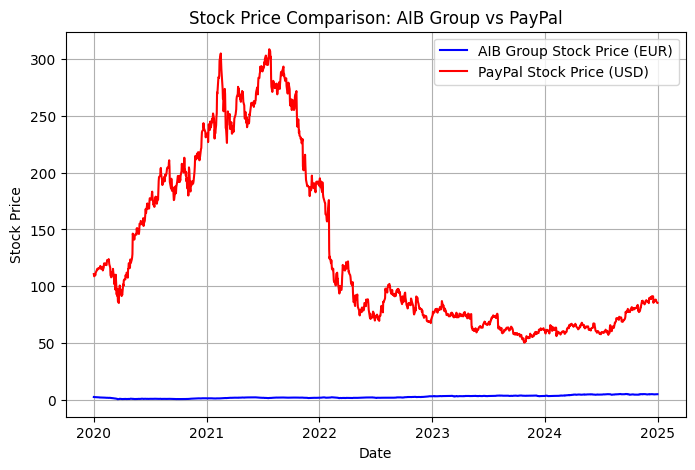 Stock Price Comparison: AIB Group vs PayPal
AIB Group Stock Price (EUR)
PayPal Stock Price (USD)
Stock Price
300
250
200
150
100
50
0
2020
2021
2022
2023
2024
2025
Date